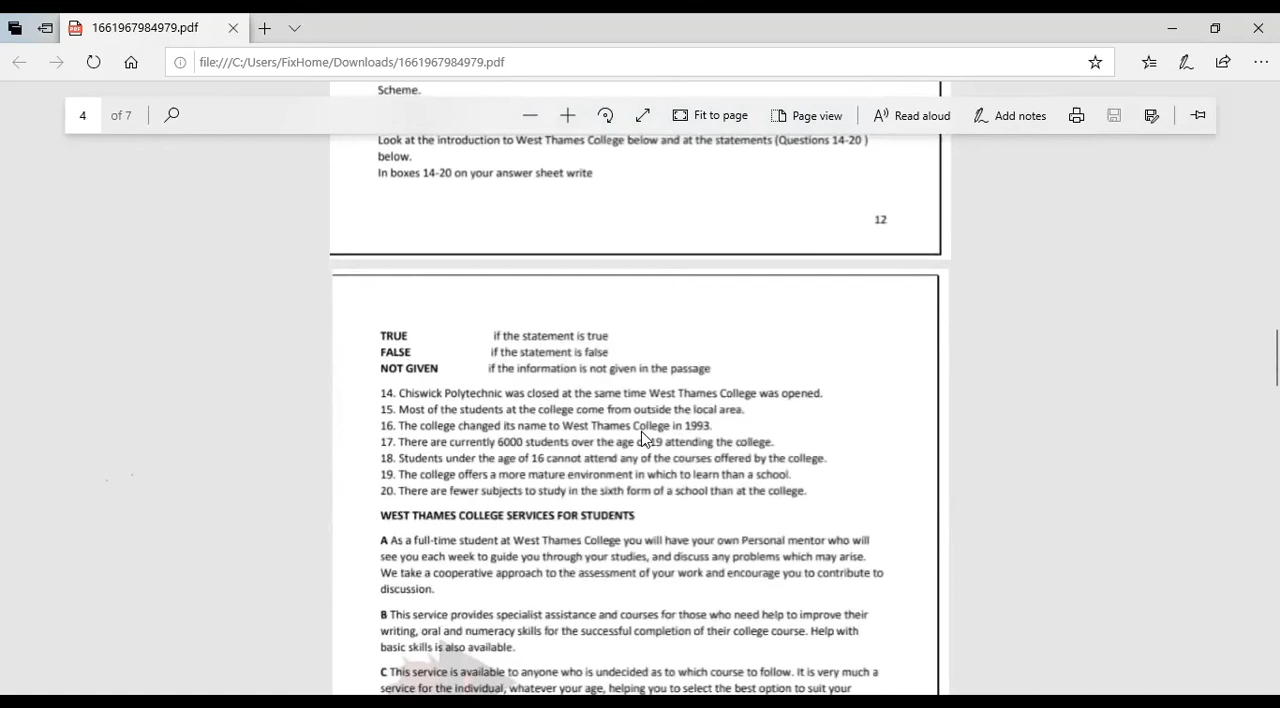 1661967984979.pdf
file:///C:/Users/FixHome/Downloads/1661967984979.pdf
Scheme.
4 of 7 Fit to page Page view Read aloud Add notes
Look at the introduction to West Thames College below and at the statements (Questions 14-20 )
below.
In boxes 14-20 on your answer sheet write
12
TRUE if the statement is true
FALSE if the statement is false
NOT GIVEN if the information is not given in the passage
14. Chiswick Polytechnic was closed at the same time West Thames College was opened.
15. Most of the students at the college come from outside the local area.
16. The college changed its name to West Thames College in 1993.
17. There are currently 6000 students over the age of 19 attending the college.
18. Students under the age of 16 cannot attend any of the courses offered by the college.
19. The college offers a more mature environment in which to learn than a school.
20. There are fewer subjects to study in the sixth form of a school than at the college.
WEST THAMES COLLEGE SERVICES FOR STUDENTS
A As a full-time student at West Thames College you will have your own Personal mentor who will
see you each week to guide you through your studies, and discuss any problems which may arise.
We take a cooperative approach to the assessment of your work and encourage you to contribute to
discussion.
B This service provides specialist assistance and courses for those who need help to improve their
writing, oral and numeracy skills for the successful completion of their college course. Help with
basic skills is also available.
C This service is available to anyone who is undecided as to which course to follow. It is very much a
service for the individual, whatever your age, helping you to select the best option to suit your